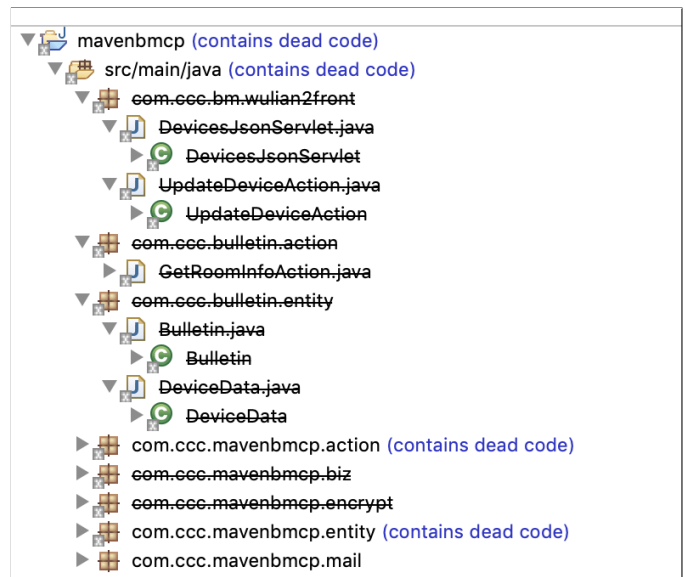 mavenbmcp (contains dead code)
src/main/java (contains dead code)
com.ccc.bm.wulian2front
DevicesJsonServlet.java
DevicesJsonServlet
UpdateDeviceAction.java
UpdateDeviceAction
com.ccc.bulletin.action
GetRoomInfoAction.java
com.ccc.bulletin.entity
Bulletin.java
Bulletin
DeviceData.java
DeviceData
com.ccc.mavenbmcp.action (contains dead code)
com.ccc.mavenbmcp.biz
com.ccc.mavenbmcp.encrypt
com.ccc.mavenbmcp.entity (contains dead code)
com.ccc.mavenbmcp.mail